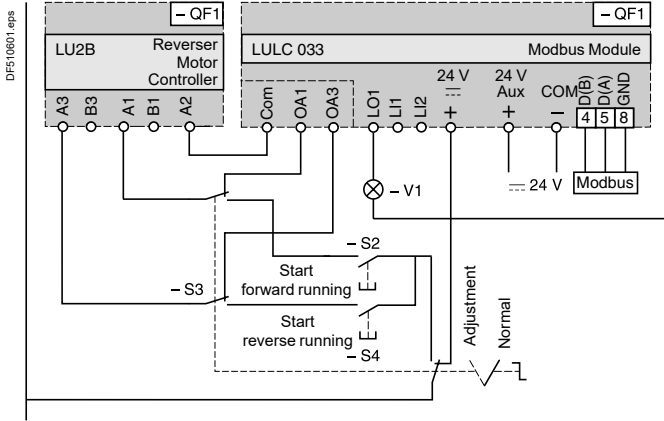 DF510601.eps
– QF1
– QF1
LU2B
Reverser
Motor
Controller
LULC 033
Modbus Module
A3
B3
A1
B1
A2
Com
OA1
OA3
LO1
LI1
LI2
24 V
+
24 V
Aux
+
COM
–
D(B)
D(A)
GND
4 5 8
– V1
24 V
Modbus
– S2
Start
forward running
– S3
Start
reverse running
– S4
Adjustment
Normal